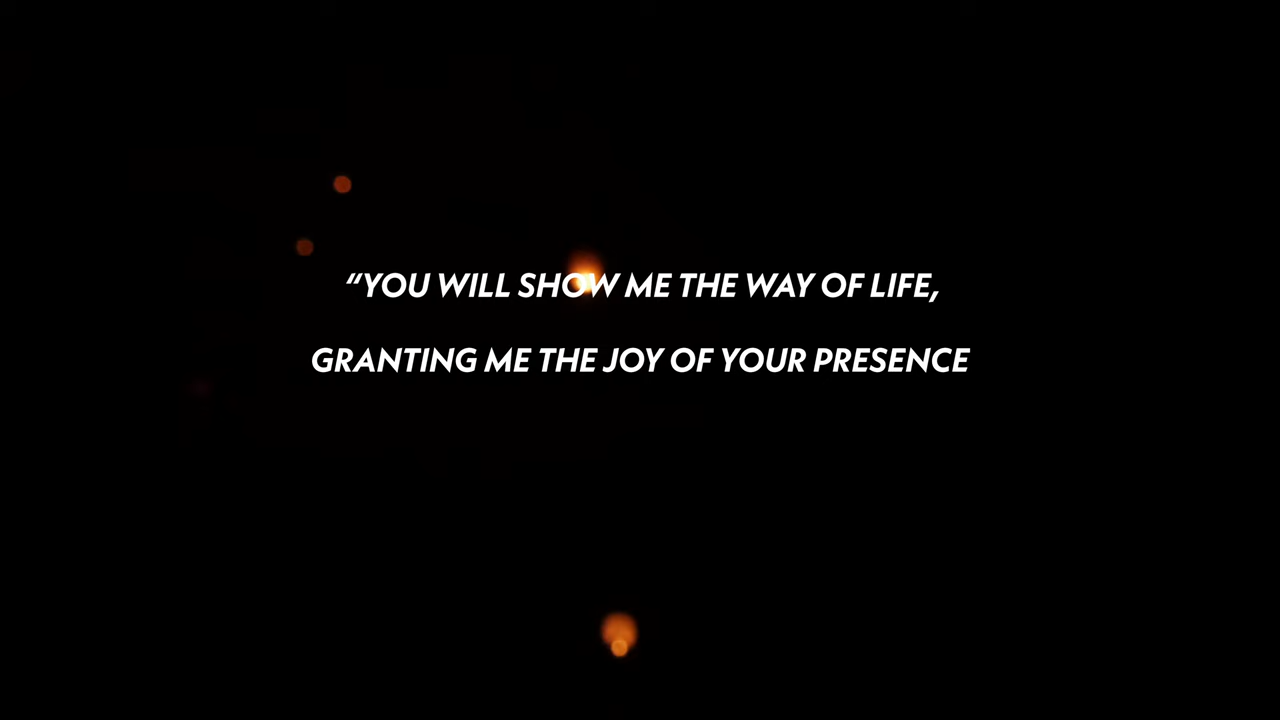 “YOU WILL SHOW ME THE WAY OF LIFE,
GRANTING ME THE JOY OF YOUR PRESENCE